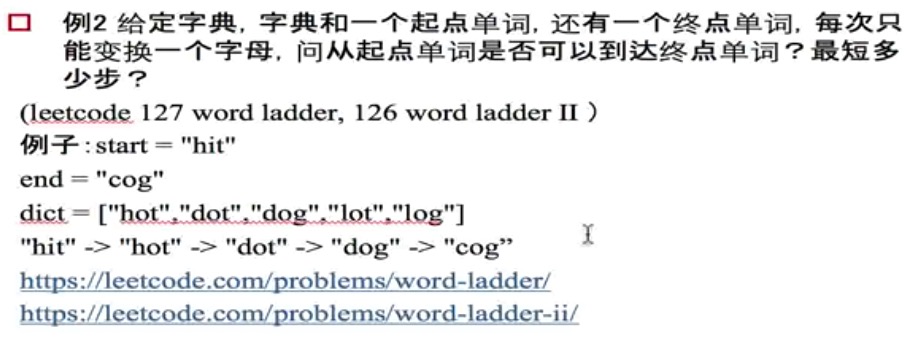 例2 给定字典, 字典和一个起点单词, 还有一个终点单词, 每次只
能变换一个字母, 问从起点单词是否可以到达终点单词？最短多
少步？
(leetcode 127 word ladder, 126 word ladder II ）
例子:start = "hit"
end = "cog"
dict = ["hot","dot","dog","lot","log"]
"hit" -> "hot" -> "dot" -> "dog" -> "cog”
https://leetcode.com/problems/word-ladder/
https://leetcode.com/problems/word-ladder-ii/